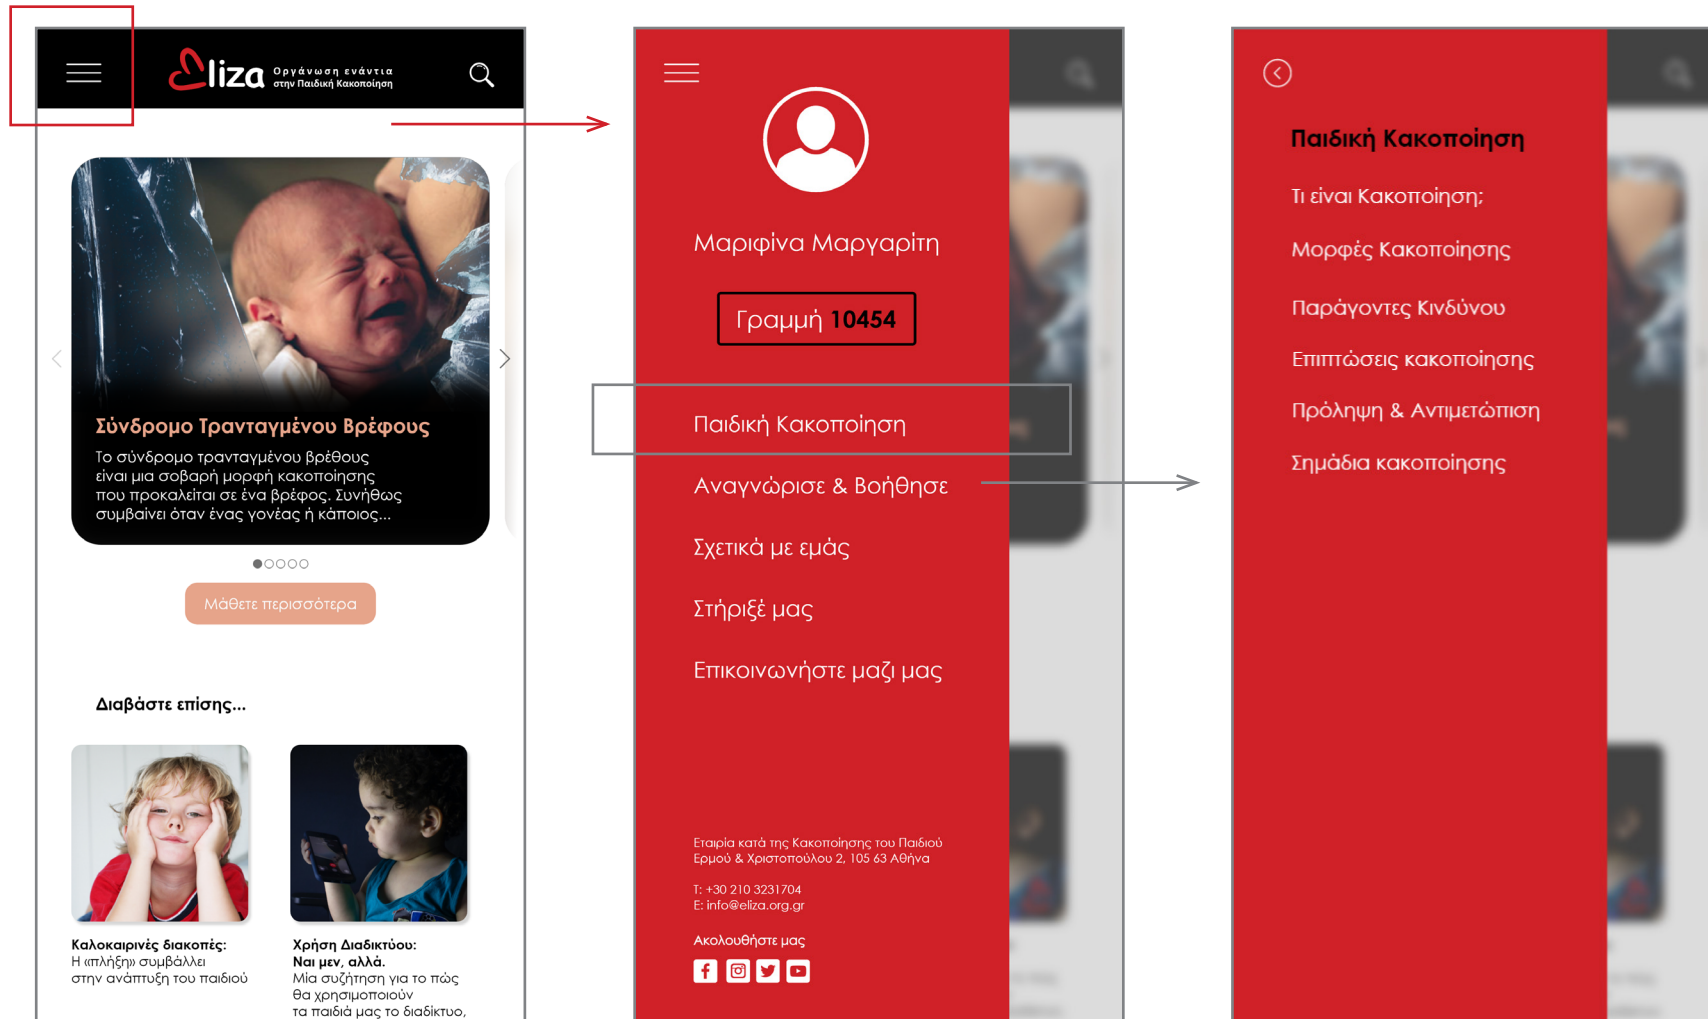 eliza
Οργάνωση ενάντια
στην Παιδική Κακοποίηση
Σύνδρομο Τρανταγμένου Βρέφους
Το σύνδρομο τρανταγμένου βρέθους
είναι μια σοβαρή μορφή κακοποίησης
που προκαλείται σε ένα βρέφος. Συνήθως
συμβαίνει όταν ένας γονέας ή κάποιος...
Μάθετε περισσότερα
Διαβάστε επίσης...
Καλοκαιρινές διακοπές:
Η «πλήξη» συμβάλλει
στην ανάπτυξη του παιδιού
Χρήση Διαδικτύου:
Ναι μεν, αλλά.
Μία συζήτηση για το πώς
θα χρησιμοποιούν
τα παιδιά μας το διαδίκτυο,
Μαριφίνα Μαργαρίτη
Γραμμή 10454
Παιδική Κακοποίηση
Αναγνώρισε & Βοήθησε
Σχετικά με εμάς
Στήριξέ μας
Επικοινωνήστε μαζι μας
Εταιρία κατά της Κακοποίησης του Παιδιού
Ερμού & Χριστοπούλου 2, 105 63 Αθήνα
T: +30 210 3231704
E: info@eliza.org.gr
Ακολουθήστε μας
Παιδική Κακοποίηση
Τι είναι Κακοποίηση;
Μορφές Κακοποίησης
Παράγοντες Κινδύνου
Επιπτώσεις κακοποίησης
Πρόληψη & Αντιμετώπιση
Σημάδια κακοποίησης